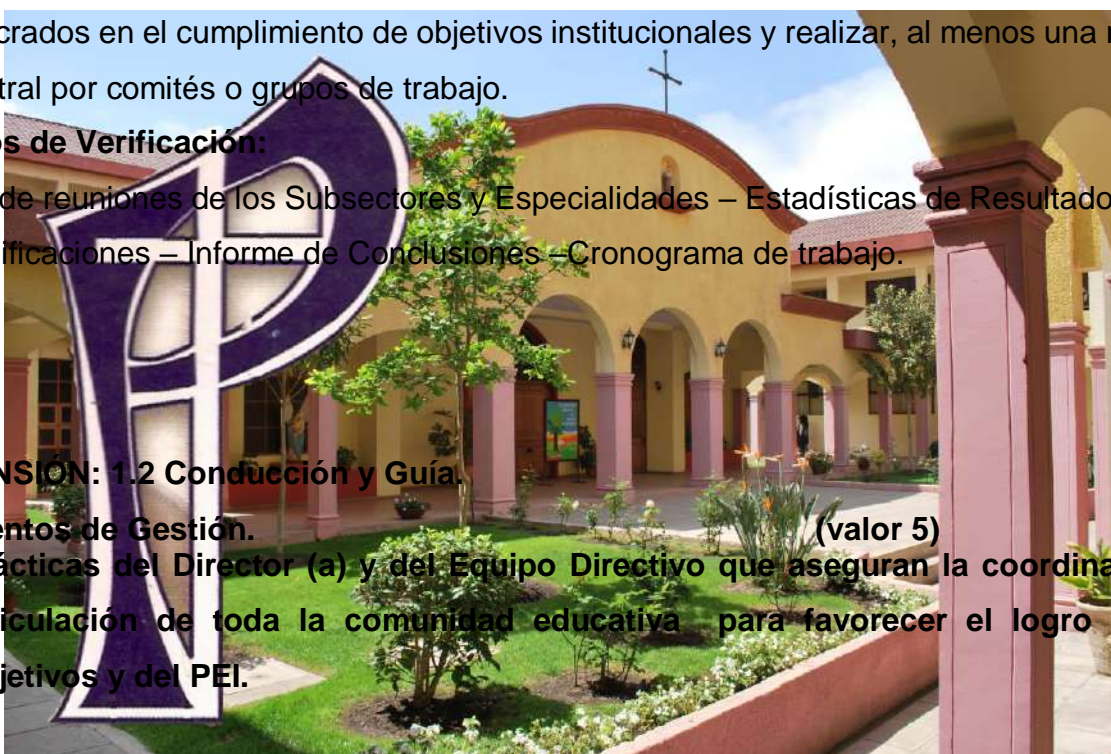 crados en el cumplimiento de objetivos institucionales y realizar, al menos una
tral por comités o grupos de trabajo.
os de Verificación:
de reuniones de los Subsectores y Especialidades – Estadísticas de Resultado
ificaciones – Informe de Conclusiones –Cronograma de trabajo.
NSIÓN: 1.2 Conducción y Guía.
entos de Gestión. (valor 5)
ácticas del Director (a) y del Equipo Directivo que aseguran la coordina
iculación de toda la comunidad educativa para favorecer el logro
jetivos y del PEI.